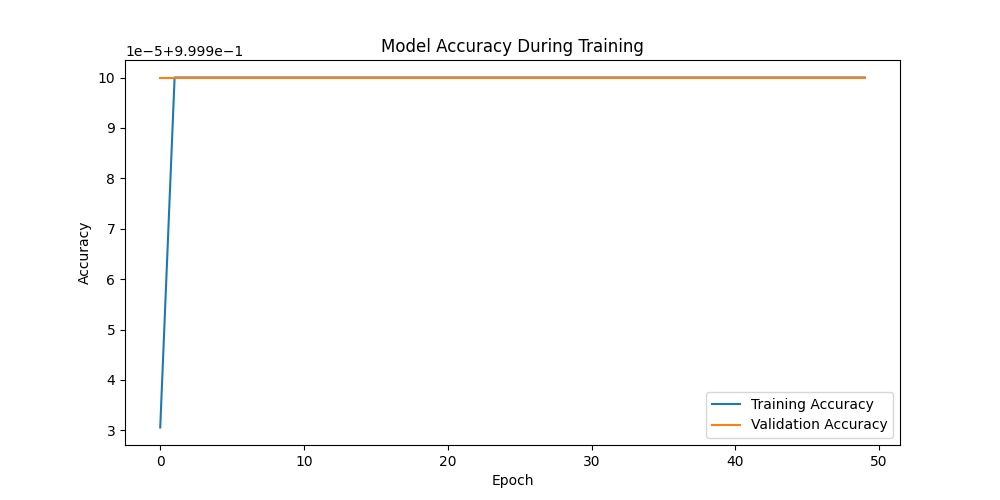 Model Accuracy During Training
1e−5+9.999e−1
10
9
8
7
6
5
4
3
Accuracy
0 10 20 30 40 50
Epoch
Training Accuracy
Validation Accuracy